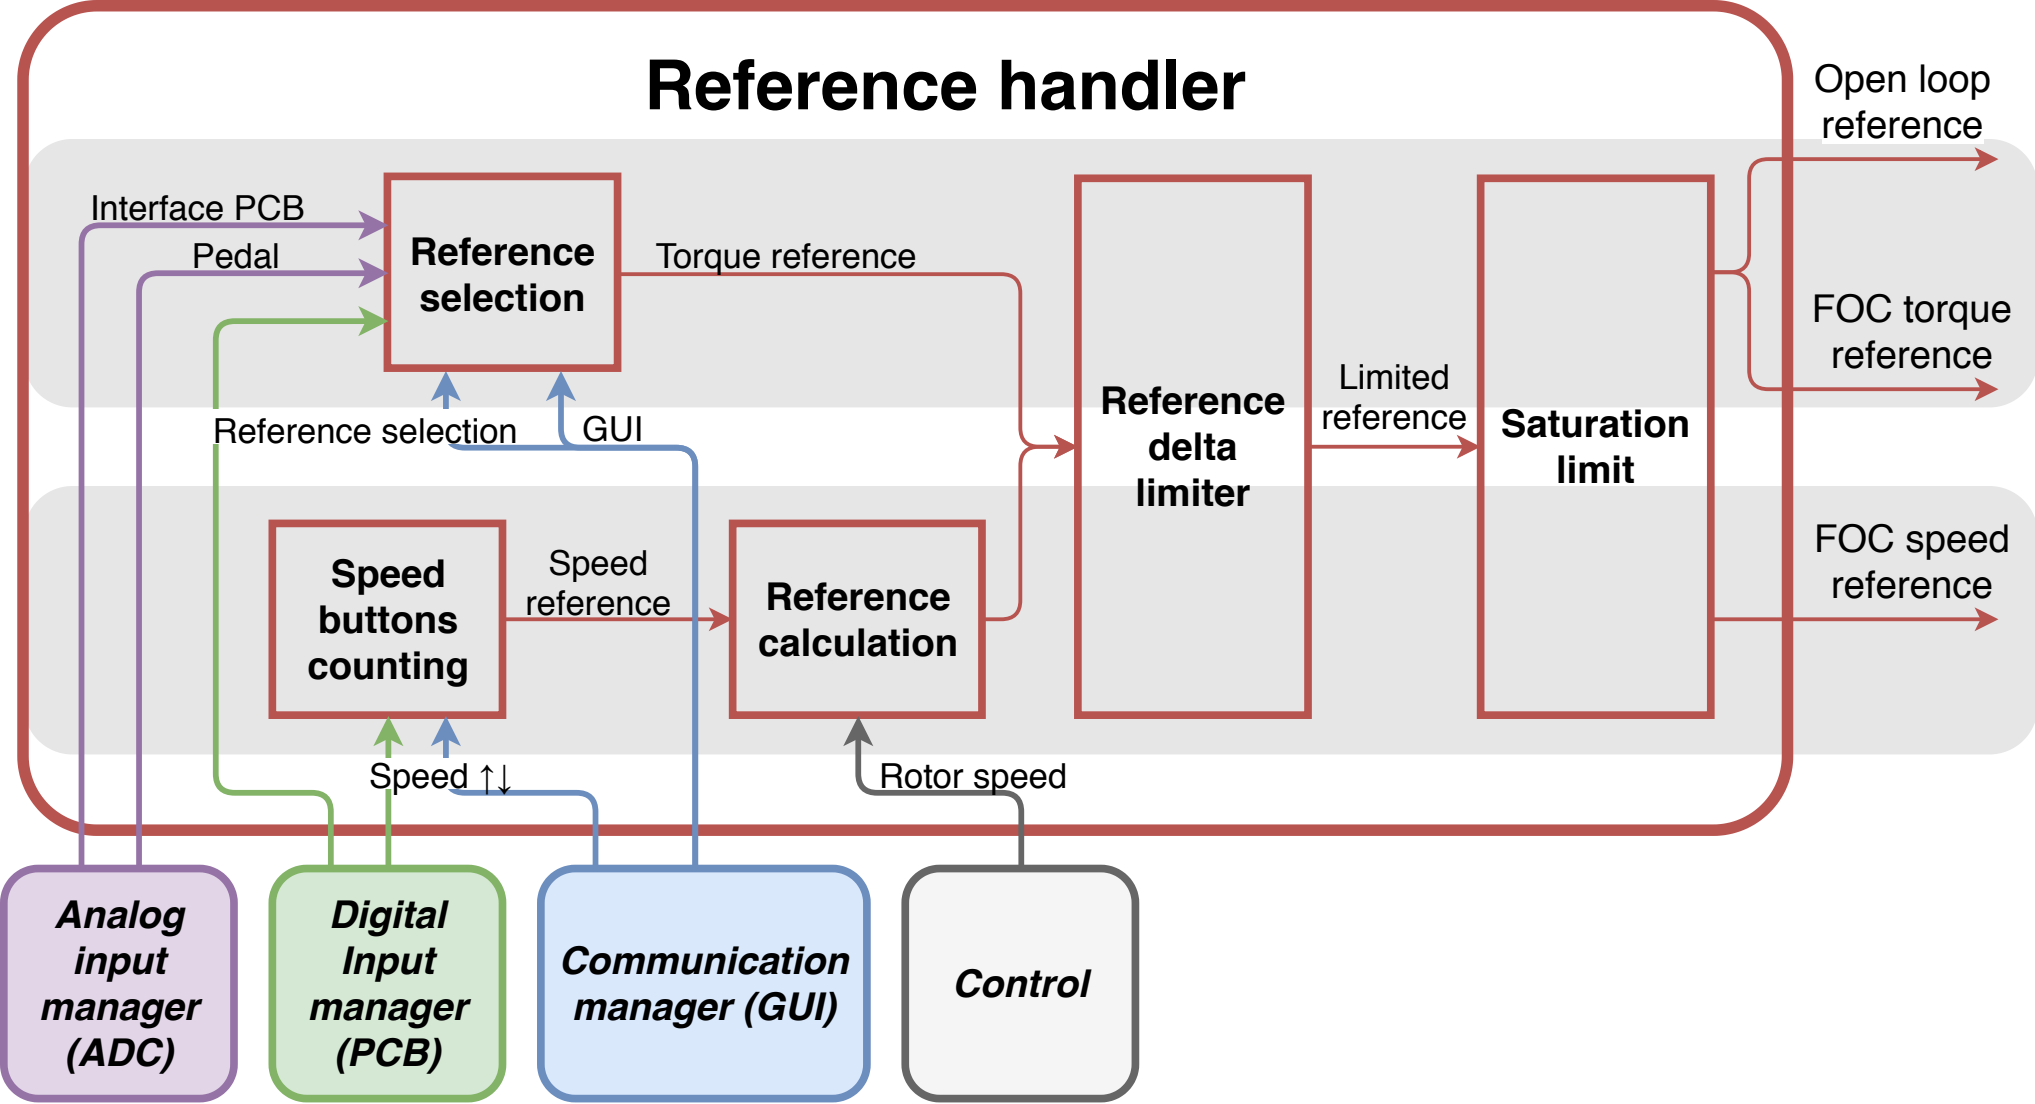 Reference handler
Open loop
reference
Interface PCB
Pedal
Reference
selection
Torque reference
FOC torque
reference
Reference selection
GUI
Reference
delta
limiter
Limited
reference
Saturation
limit
Speed
buttons
counting
Speed
reference
Reference
calculation
FOC speed
reference
Speed ↑↓
Rotor speed
Analog
input
manager
(ADC)
Digital
Input
manager
(PCB)
Communication
manager (GUI)
Control